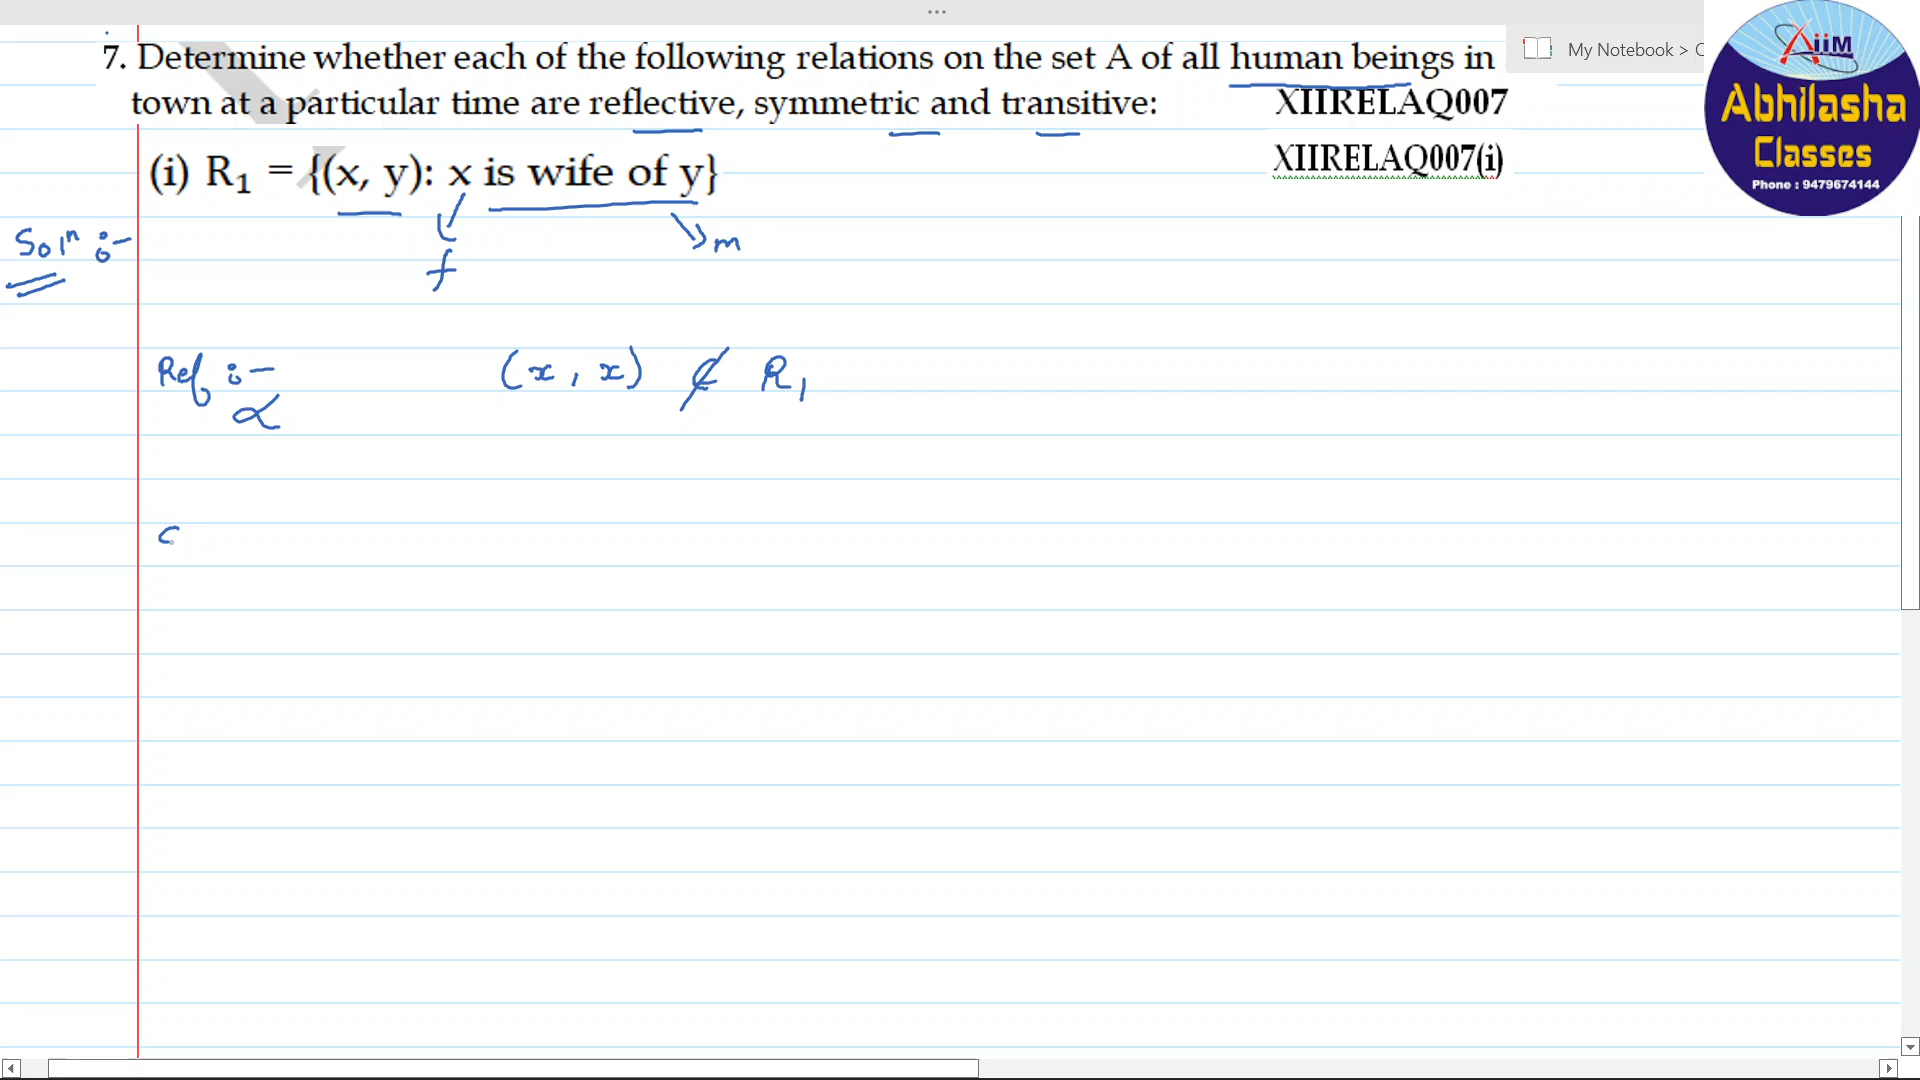 7. Determine whether each of the following relations on the set A of all human beings in
town at a particular time are reflective, symmetric and transitive: XIIRELAQ007
(i) R₁ = {(x, y): x is wife of y} XIIRELAQ007(i)
My Notebook >
AiiM
Abhilasha
Classes
Phone : 9479674144
Solⁿ :-
f
m
Ref :- (x, x) ∉ R₁